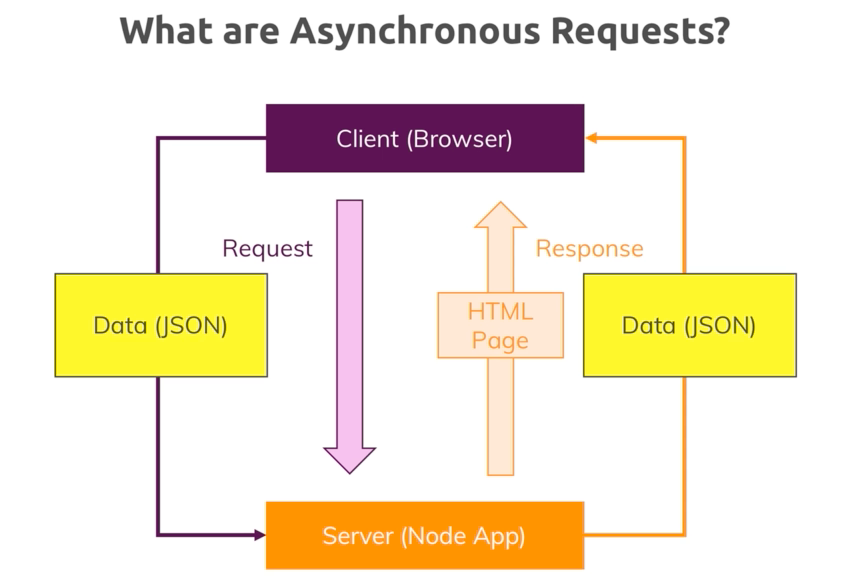 What are Asynchronous Requests?
Client (Browser)
Request
Response
Data (JSON)
HTML
Page
Data (JSON)
Server (Node App)